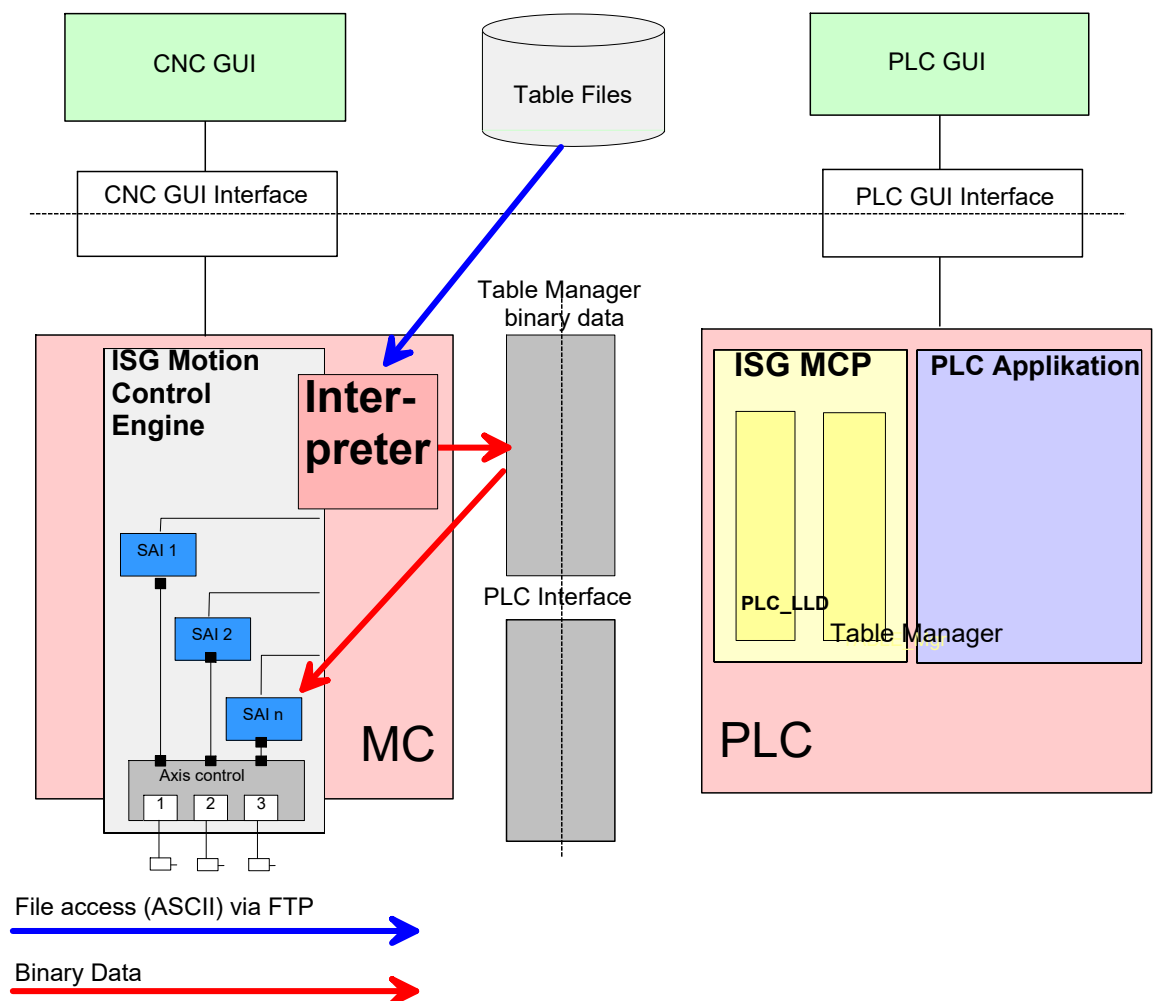 CNC GUI
Table Files
PLC GUI
CNC GUI Interface
PLC GUI Interface
Table Manager
binary data
ISG Motion
Control
Engine
Inter-
preter
ISG MCP
PLC Applikation
SAI 1
SAI 2
SAI n
PLC Interface
PLC_LLD
Table Manager
_Mgr
MC
PLC
Axis control
1
2
3
File access (ASCII) via FTP
Binary Data